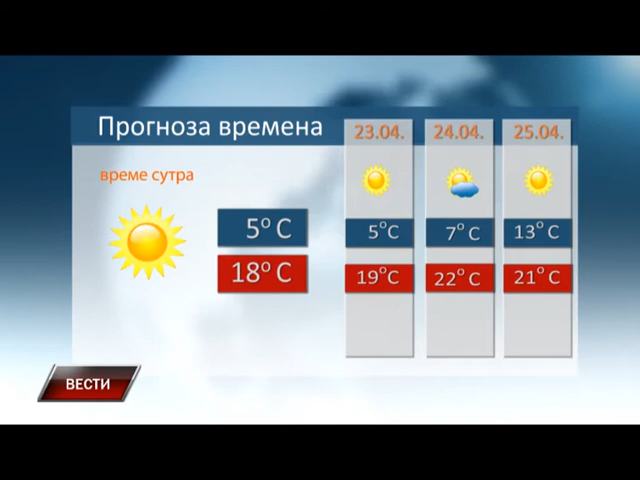 Прогноза времена
време сутра
5° C
18° C
23.04.
5°C
19°C
24.04.
7° C
22° C
25.04.
13° C
21° C
ВЕСТИ